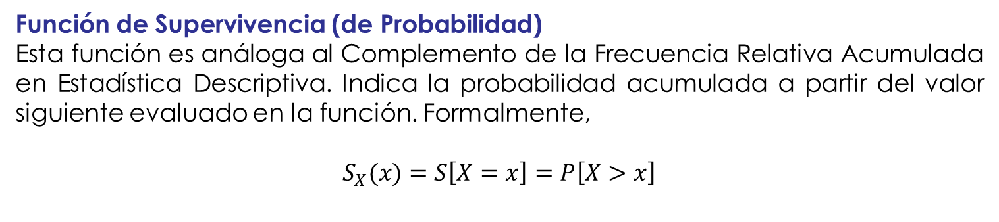 Función de Supervivencia (de Probabilidad)
Esta función es análoga al Complemento de la Frecuencia Relativa Acumulada
en Estadística Descriptiva. Indica la probabilidad acumulada a partir del valor
siguiente evaluado en la función. Formalmente,
S_X(x) = S[X = x] = P[X > x]